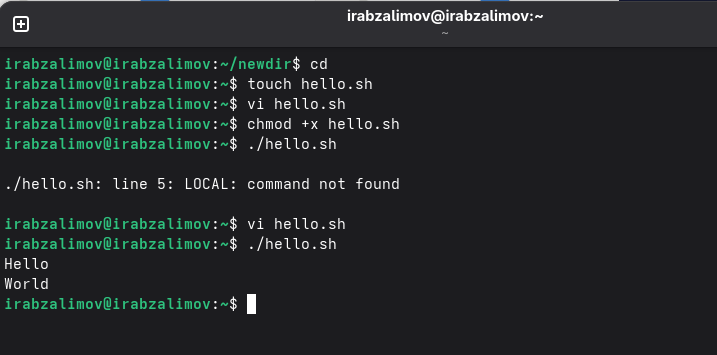 irabzalimov@irabzalimov:~
~
irabzalimov@irabzalimov:~/newdir$ cd
irabzalimov@irabzalimov:~$ touch hello.sh
irabzalimov@irabzalimov:~$ vi hello.sh
irabzalimov@irabzalimov:~$ chmod +x hello.sh
irabzalimov@irabzalimov:~$ ./hello.sh
./hello.sh: line 5: LOCAL: command not found
irabzalimov@irabzalimov:~$ vi hello.sh
irabzalimov@irabzalimov:~$ ./hello.sh
Hello
World
irabzalimov@irabzalimov:~$